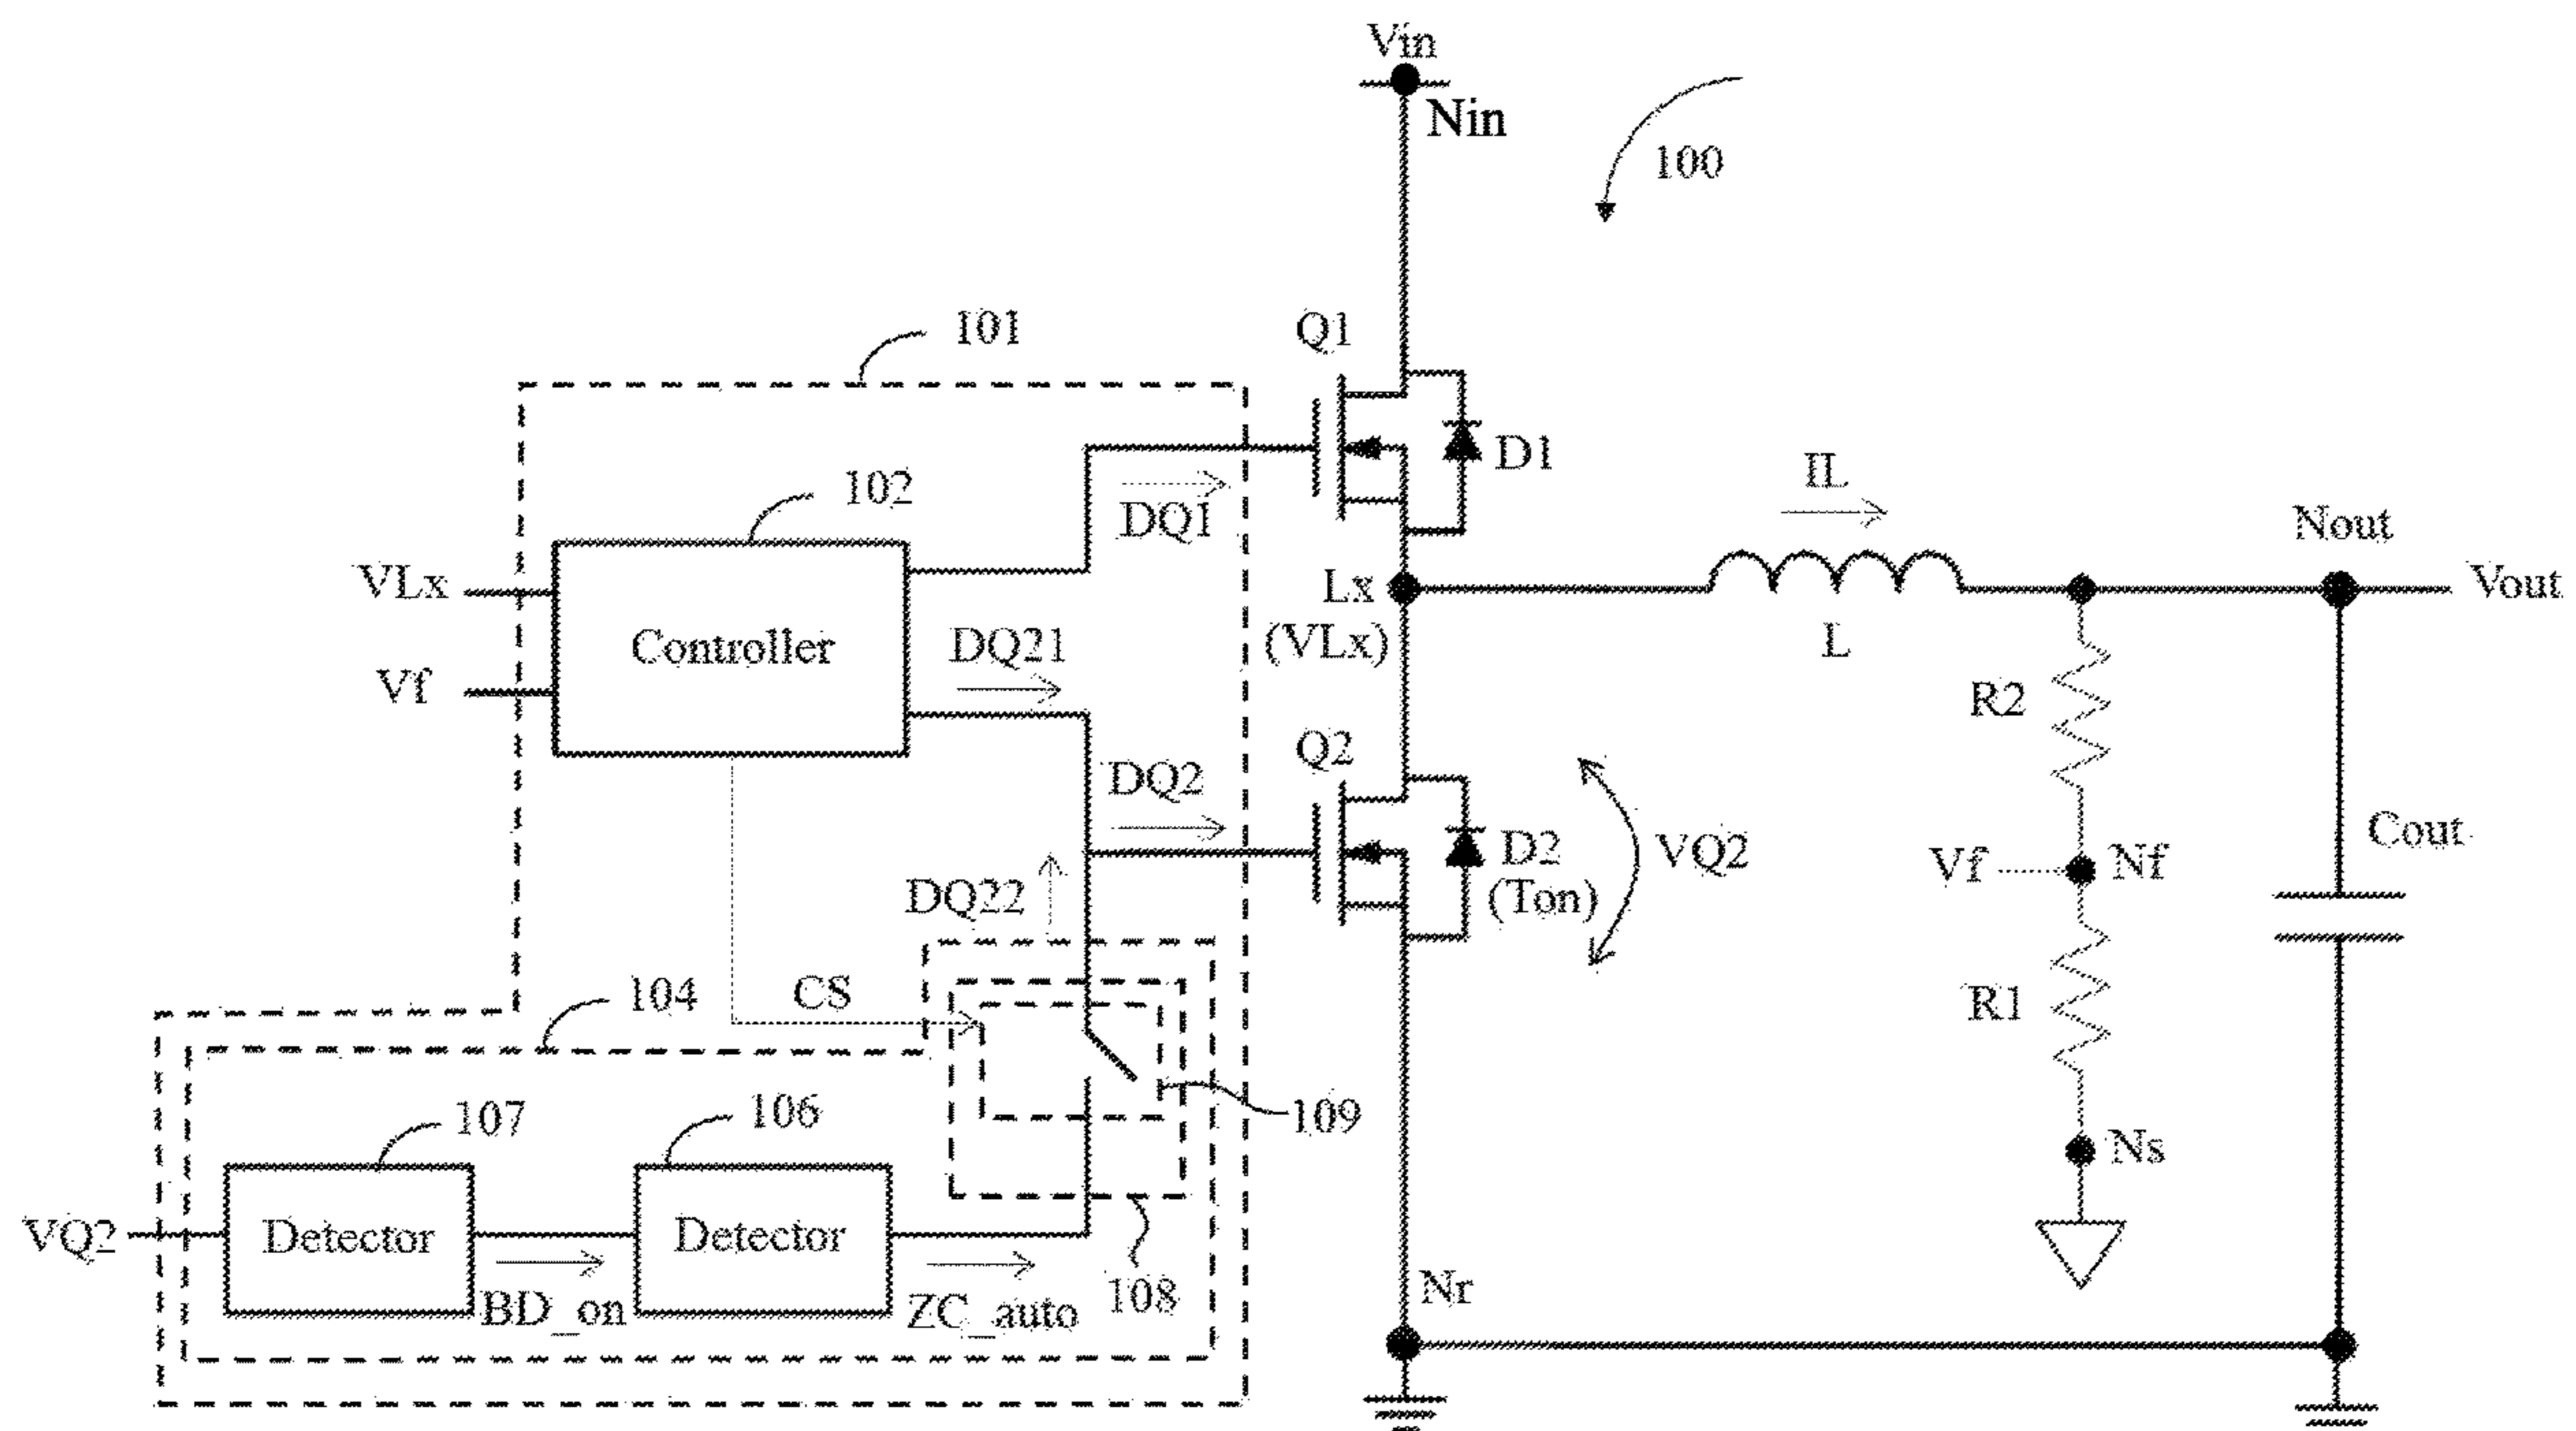 Vin
Nin
100
Q1
101
D1
IL
102
DQ1
Nout
VLx
Lx
Vout
Controller
DQ21
(VLx)
L
Vf
R2
Q2
DQ2
Cout
D2
VQ2
Vf
Nf
DQ22
(Ton)
104
CS
R1
107
106
109
Ns
VQ2
Detector
Detector
Nr
108
BD_on
ZC_auto